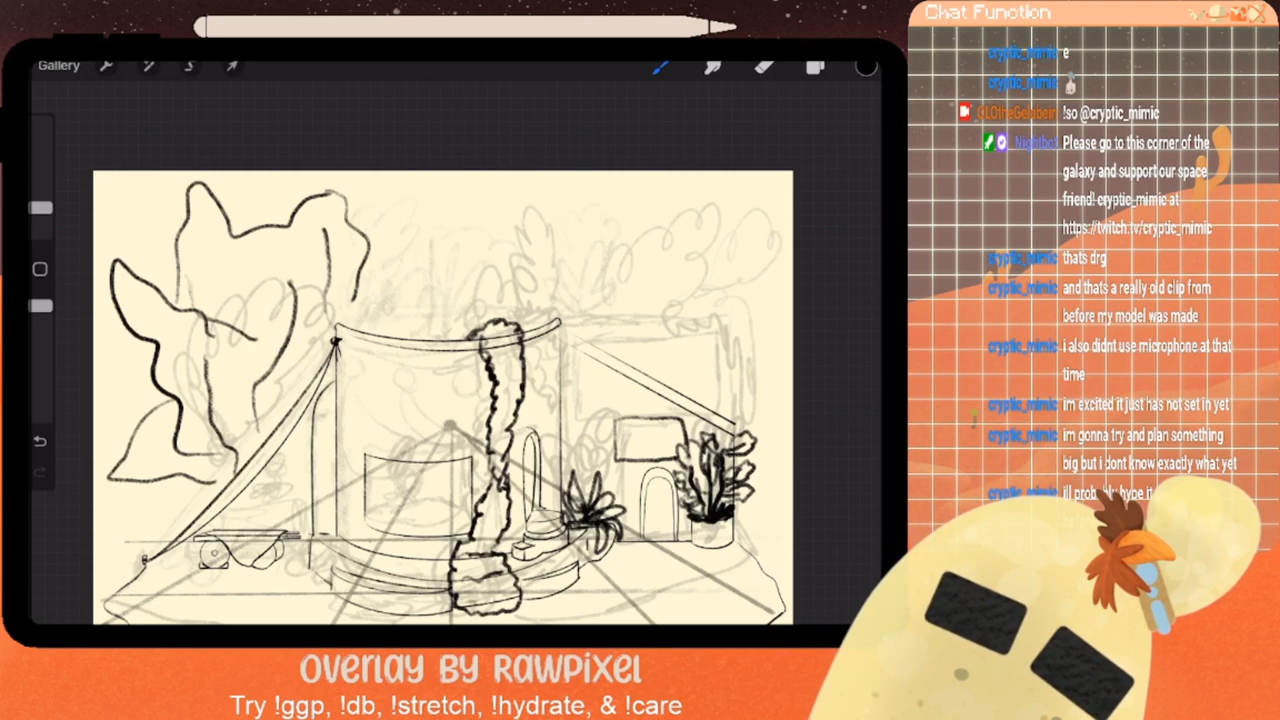 Chat Function
Gallery
cryptic_mimic e
cryptic_mimic
!so @cryptic_mimic
Nightbot Please go to this corner of the
galaxy and support our space
friend! cryptic_mimic at
https://twitch.tv/cryptic_mimic
cryptic_mimic thats drg
cryptic_mimic and thats a really old clip from
before my model was made
cryptic_mimic i also didnt use microphone at that
time
cryptic_mimic im excited it just has not set in yet
cryptic_mimic im gonna try and plan something
big but i dont know exactly what yet
cryptic_mimic ill hype it
OVERLAY BY RAWPIXEL
Try !ggp, !db, !stretch, !hydrate, & !care